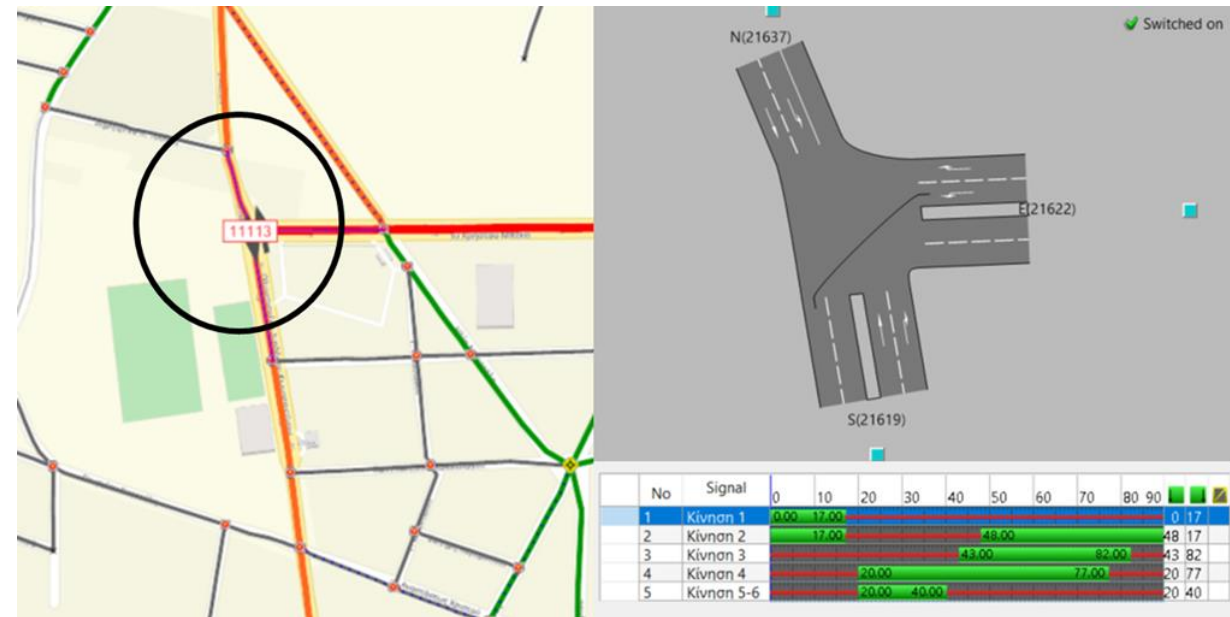 11113
N(21637)
Switched on
E(21622)
S(21619)
No Signal 0 10 20 30 40 50 60 70 80 90
1 Κίνηση 1 0.00 17.00 0 17
2 Κίνηση 2 17.00 48.00 48 17
3 Κίνηση 3 43.00 82.00 43 82
4 Κίνηση 4 20.00 77.00 20 77
5 Κίνηση 5-6 20.00 40.00 20 40